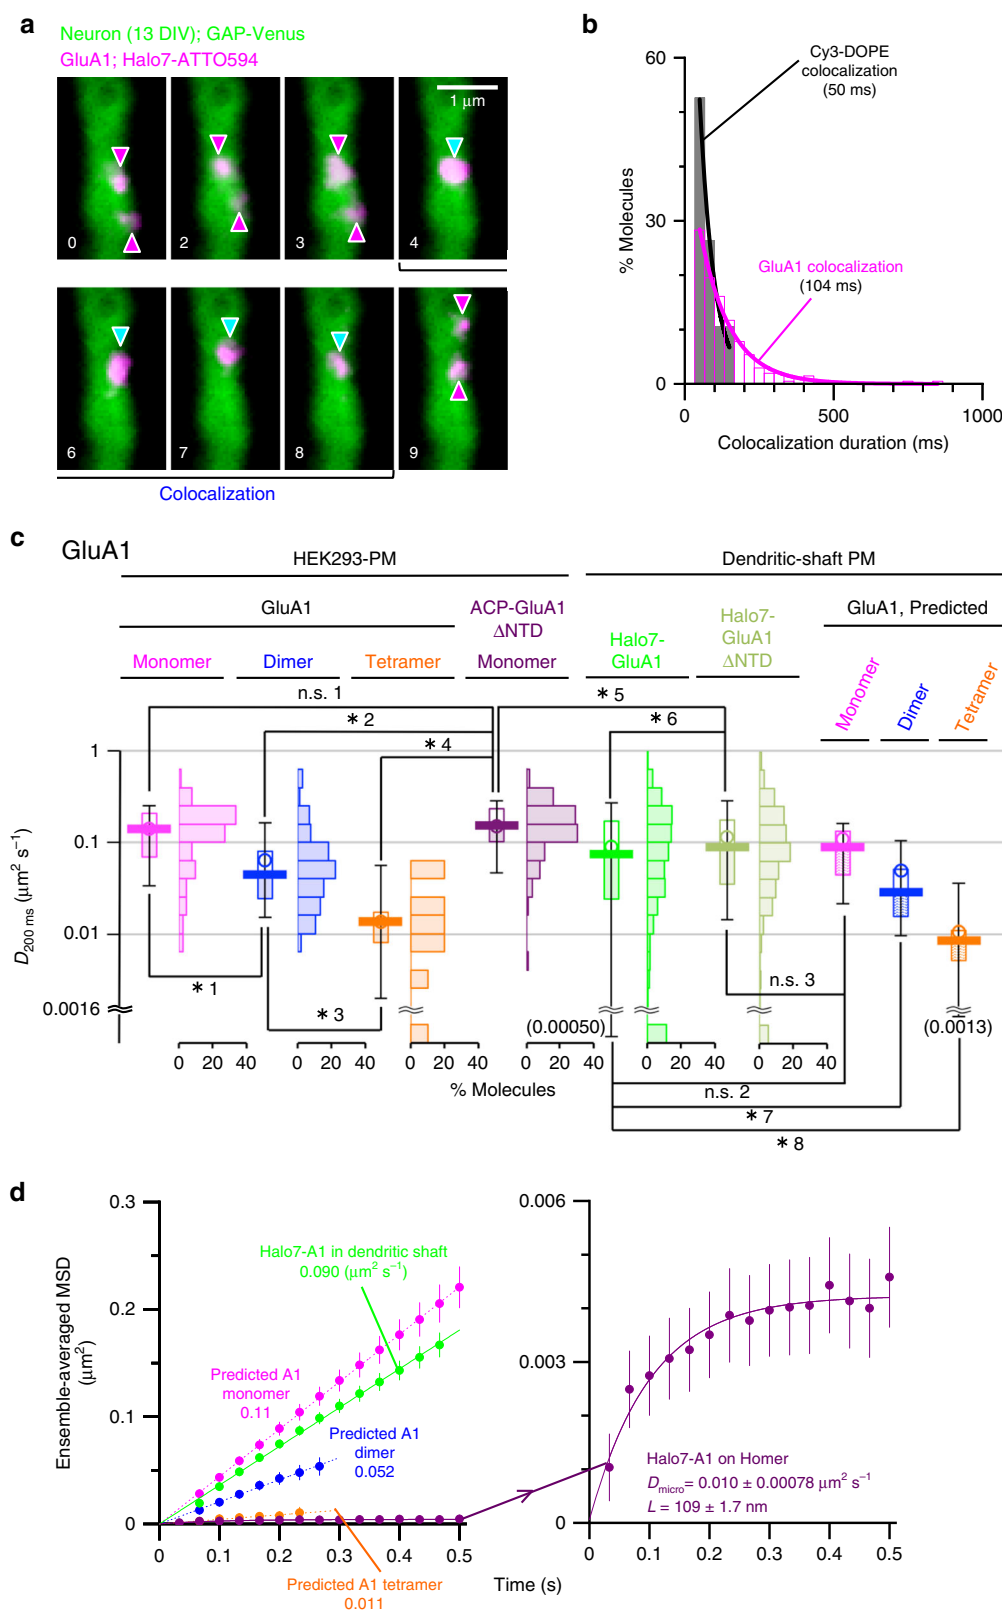 a
Neuron (13 DIV); GAP-Venus
GluA1; Halo7-ATTO594
1 μm
0
2
3
4
6
7
8
9
Colocalization
b
60
30
0
% Molecules
Cy3-DOPE
colocalization
(50 ms)
GluA1 colocalization
(104 ms)
0
500
1000
Colocalization duration (ms)
c
GluA1
HEK293-PM
Dendritic-shaft PM
GluA1
ACP-GluA1
ΔNTD
Monomer
Halo7-
GluA1
Halo7-
GluA1
ΔNTD
GluA1, Predicted
Monomer
Dimer
Tetramer
Monomer
Dimer
Tetramer
n.s. 1
* 2
* 4
* 5
* 6
1
0.1
0.01
0.0016
D200 ms (μm² s⁻¹)
* 1
* 3
n.s. 3
(0.00050)
(0.0013)
0 20 40
0 20 40
0 20 40
0 20 40
0 20 40
0 20 40
% Molecules
n.s. 2
* 7
* 8
d
0.3
0.2
0.1
0
Ensemble-averaged MSD
(μm²)
Halo7-A1 in dendritic shaft
0.090 (μm² s⁻¹)
Predicted A1
monomer
0.11
Predicted A1
dimer
0.052
Predicted A1 tetramer
0.011
0 0.1 0.2 0.3 0.4 0.5
Time (s)
0.006
0.003
0
Halo7-A1 on Homer
Dmicro= 0.010 ± 0.00078 μm² s⁻¹
L = 109 ± 1.7 nm
0 0.1 0.2 0.3 0.4 0.5